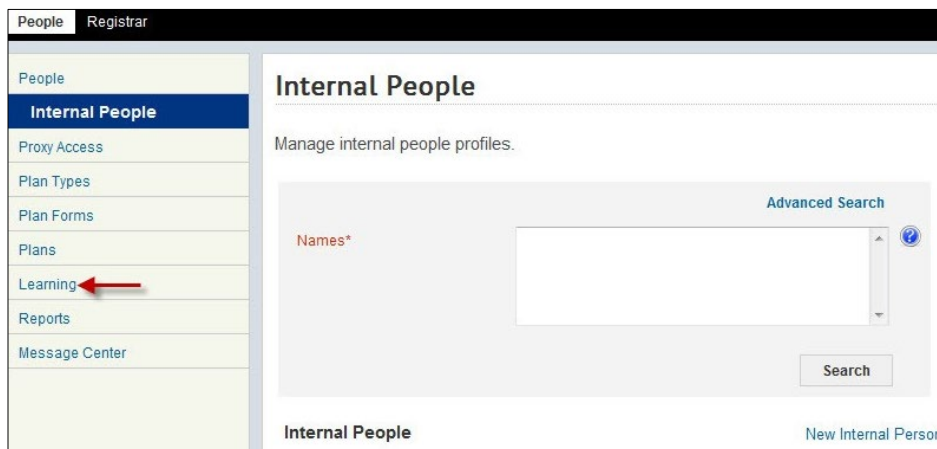 People Registrar
People
Internal People
Proxy Access
Plan Types
Plan Forms
Plans
Learning
Reports
Message Center
Internal People
Manage internal people profiles.
Advanced Search
Names*
?
Search
Internal People
New Internal Person